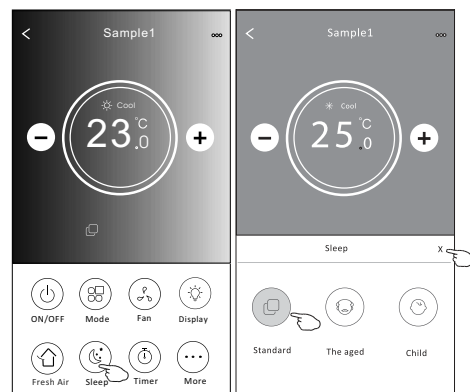 Sample1
Cool
23.0 °C
ON/OFF Mode Fan Display
Fresh Air Sleep Timer More
Sample1
Cool
25.0 °C
Sleep X
Standard The aged Child